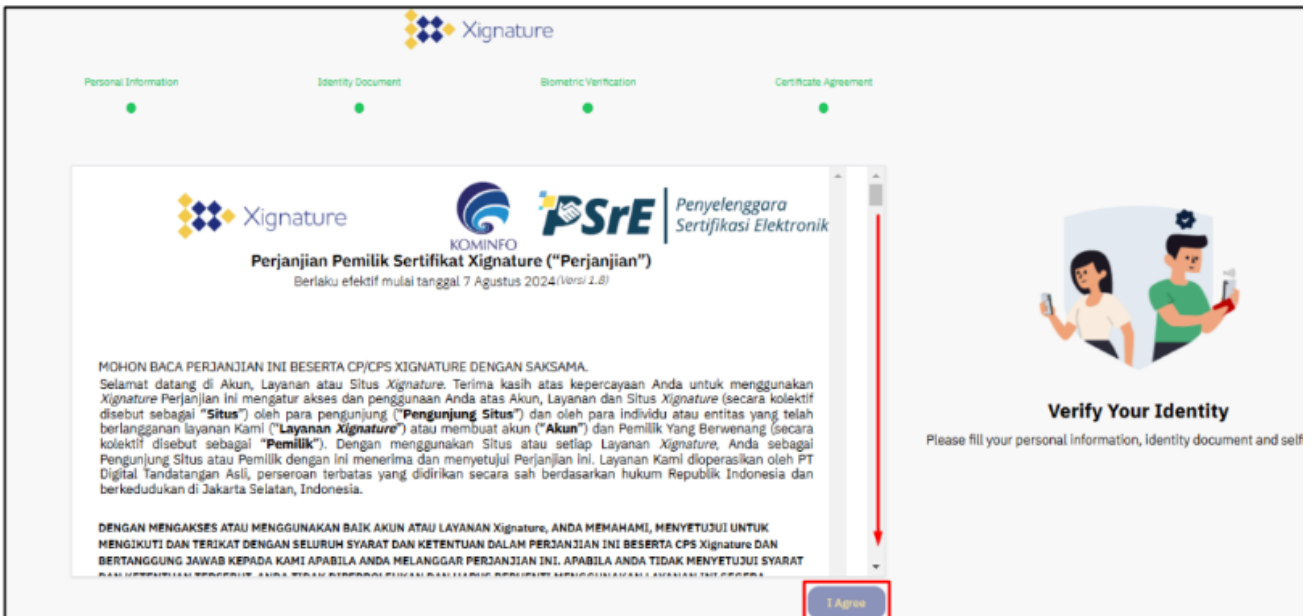 Xignature
Personal Information
Identity Document
Biometric Verification
Certificate Agreement
Xignature
KOMINFO
PSrE
Penyelenggara
Sertifikasi Elektronik
Perjanjian Pemilik Sertifikat Xignature (“Perjanjian”)
Berlaku efektif mulai tanggal 7 Agustus 2024(Versi 1.8)
MOHON BACA PERJANJIAN INI BESERTA CP/CPS XIGNATURE DENGAN SAKSAMA.
Selamat datang di Akun, Layanan atau Situs Xignature. Terima kasih atas kepercayaan Anda untuk menggunakan
Xignature Perjanjian ini mengatur akses dan penggunaan Anda atas Akun, Layanan dan Situs Xignature (secara kolektif
disebut sebagai “Situs”) oleh para pengunjung (“Pengunjung Situs”) dan oleh para individu atau entitas yang telah
berlangganan layanan Kami (“Layanan Xignature”) atau membuat akun (“Akun”) dan Pemilik Yang Berwenang (secara
kolektif disebut sebagai “Pemilik”). Dengan menggunakan Situs atau setiap Layanan Xignature, Anda sebagai
Pengunjung Situs atau Pemilik dengan ini menerima dan menyetujui Perjanjian ini. Layanan Kami dioperasikan oleh PT
Digital Tandatangan Asli, perseroan terbatas yang didirikan secara sah berdasarkan hukum Republik Indonesia dan
berkedudukan di Jakarta Selatan, Indonesia.
DENGAN MENGAKSES ATAU MENGGUNAKAN BAIK AKUN ATAU LAYANAN Xignature, ANDA MEMAHAMI, MENYETUJUI UNTUK
MENGIKUTI DAN TERIKAT DENGAN SELURUH SYARAT DAN KETENTUAN DALAM PERJANJIAN INI BESERTA CPS Xignature DAN
BERTANGGUNG JAWAB KEPADA KAMI APABILA ANDA MELANGGAR PERJANJIAN INI. APABILA ANDA TIDAK MENYETUJUI SYARAT
I Agree
Verify Your Identity
Please fill your personal information, identity document and self